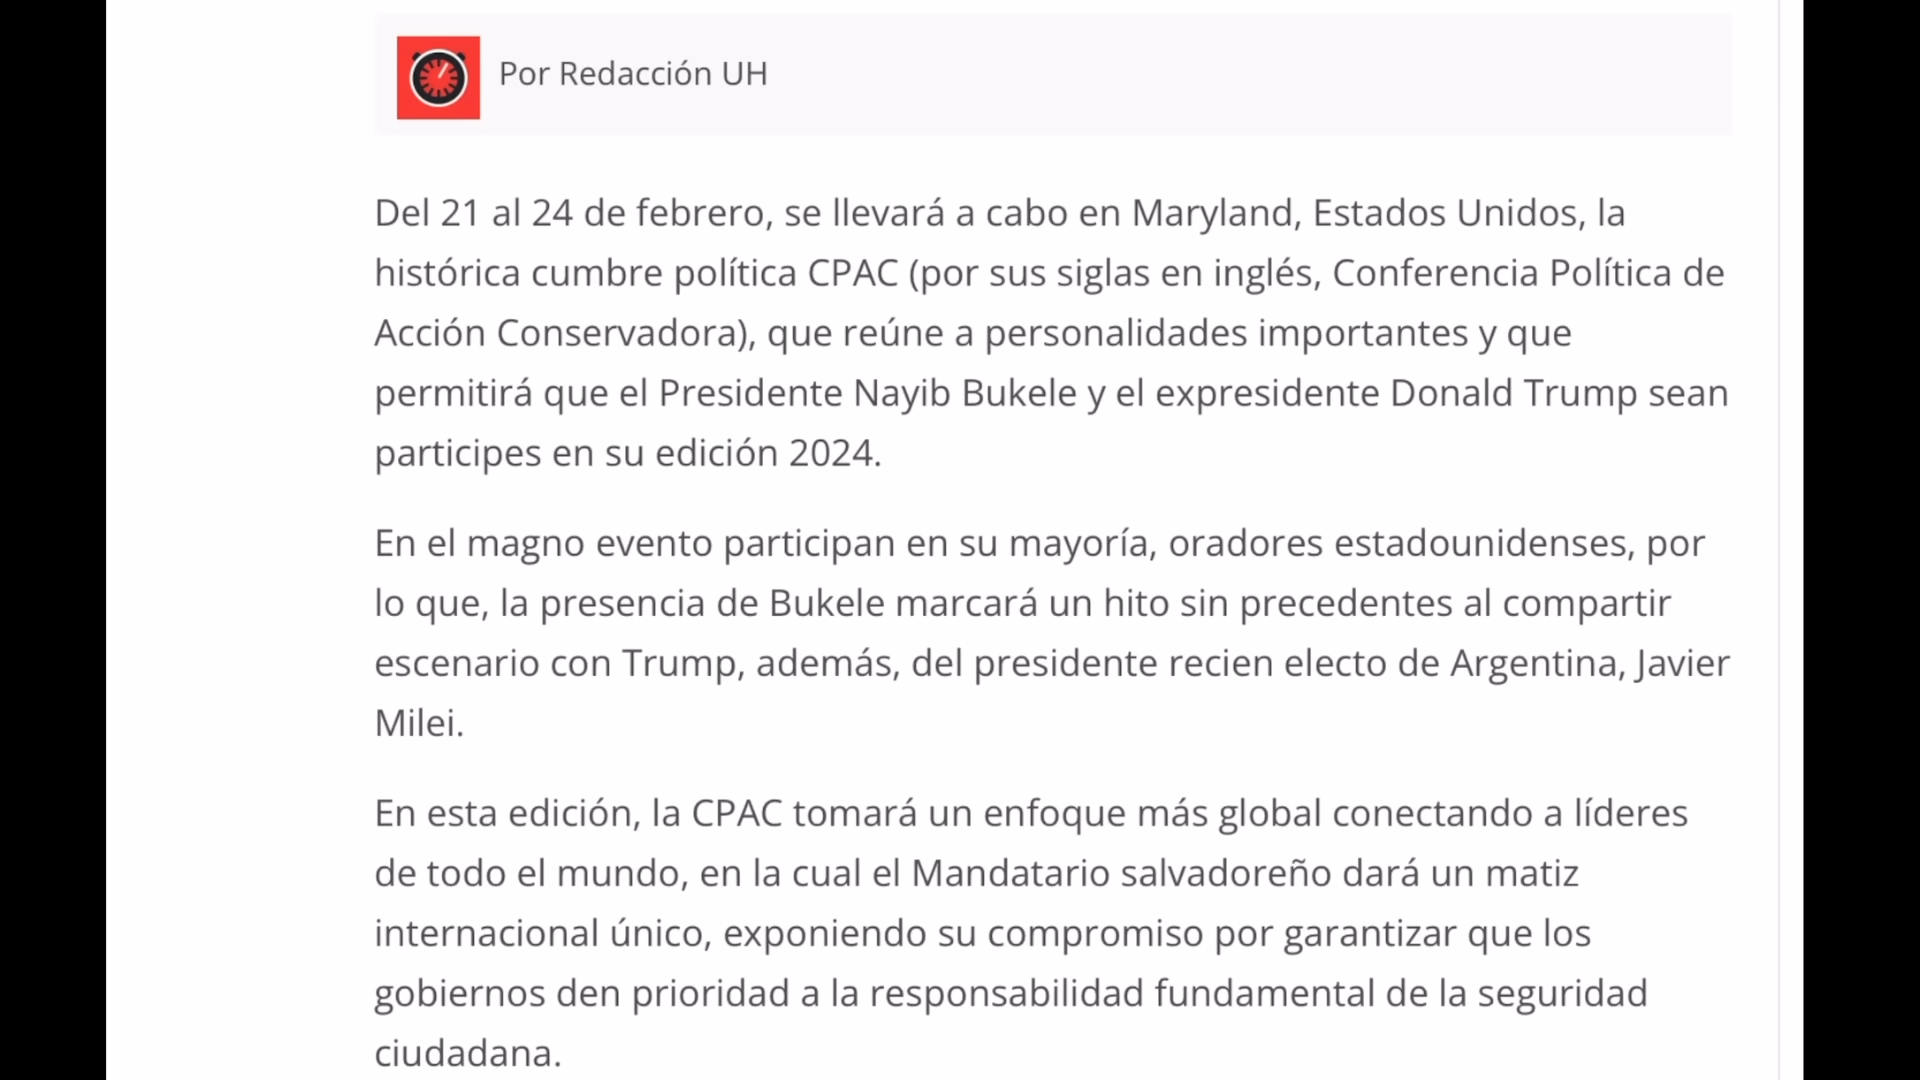 Por Redacción UH
Del 21 al 24 de febrero, se llevará a cabo en Maryland, Estados Unidos, la
histórica cumbre política CPAC (por sus siglas en inglés, Conferencia Política de
Acción Conservadora), que reúne a personalidades importantes y que
permitirá que el Presidente Nayib Bukele y el expresidente Donald Trump sean
participes en su edición 2024.
En el magno evento participan en su mayoría, oradores estadounidenses, por
lo que, la presencia de Bukele marcará un hito sin precedentes al compartir
escenario con Trump, además, del presidente recien electo de Argentina, Javier
Milei.
En esta edición, la CPAC tomará un enfoque más global conectando a líderes
de todo el mundo, en la cual el Mandatario salvadoreño dará un matiz
internacional único, exponiendo su compromiso por garantizar que los
gobiernos den prioridad a la responsabilidad fundamental de la seguridad
ciudadana.